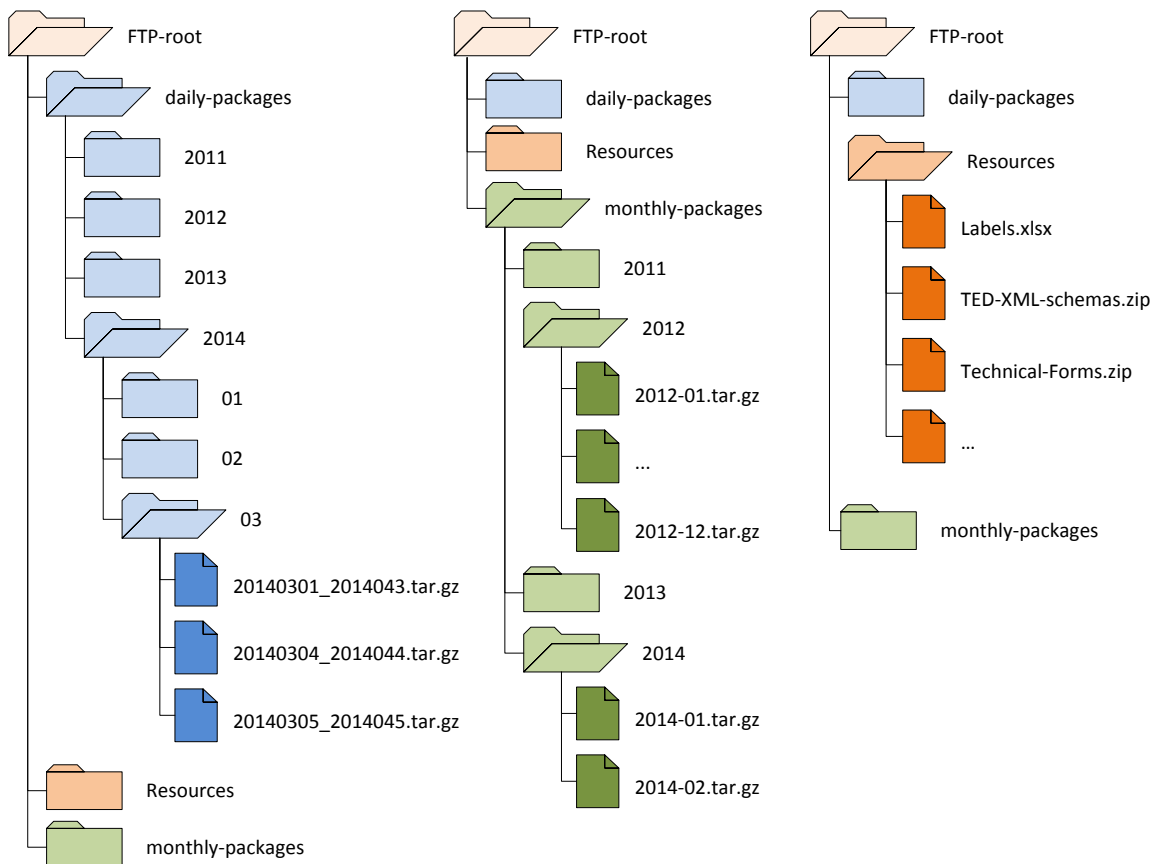 FTP-root
daily-packages
2011
2012
2013
2014
01
02
03
20140301_2014043.tar.gz
20140304_2014044.tar.gz
20140305_2014045.tar.gz
Resources
monthly-packages
FTP-root
daily-packages
Resources
monthly-packages
2011
2012
2012-01.tar.gz
...
2012-12.tar.gz
2013
2014
2014-01.tar.gz
2014-02.tar.gz
FTP-root
daily-packages
Resources
Labels.xlsx
TED-XML-schemas.zip
Technical-Forms.zip
...
monthly-packages